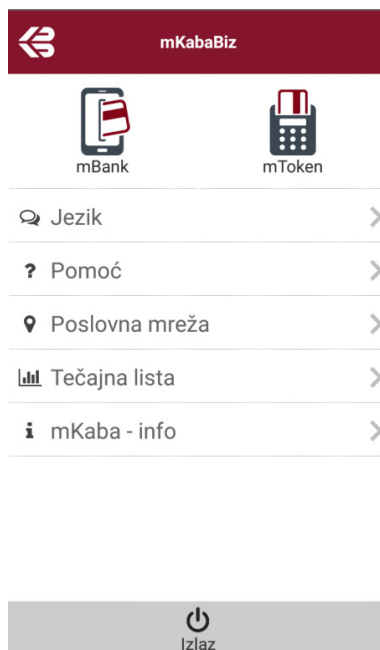 mKabaBiz
mBank
mToken
Jezik
? Pomoć
Poslovna mreža
Tečajna lista
i mKaba - info
Izlaz